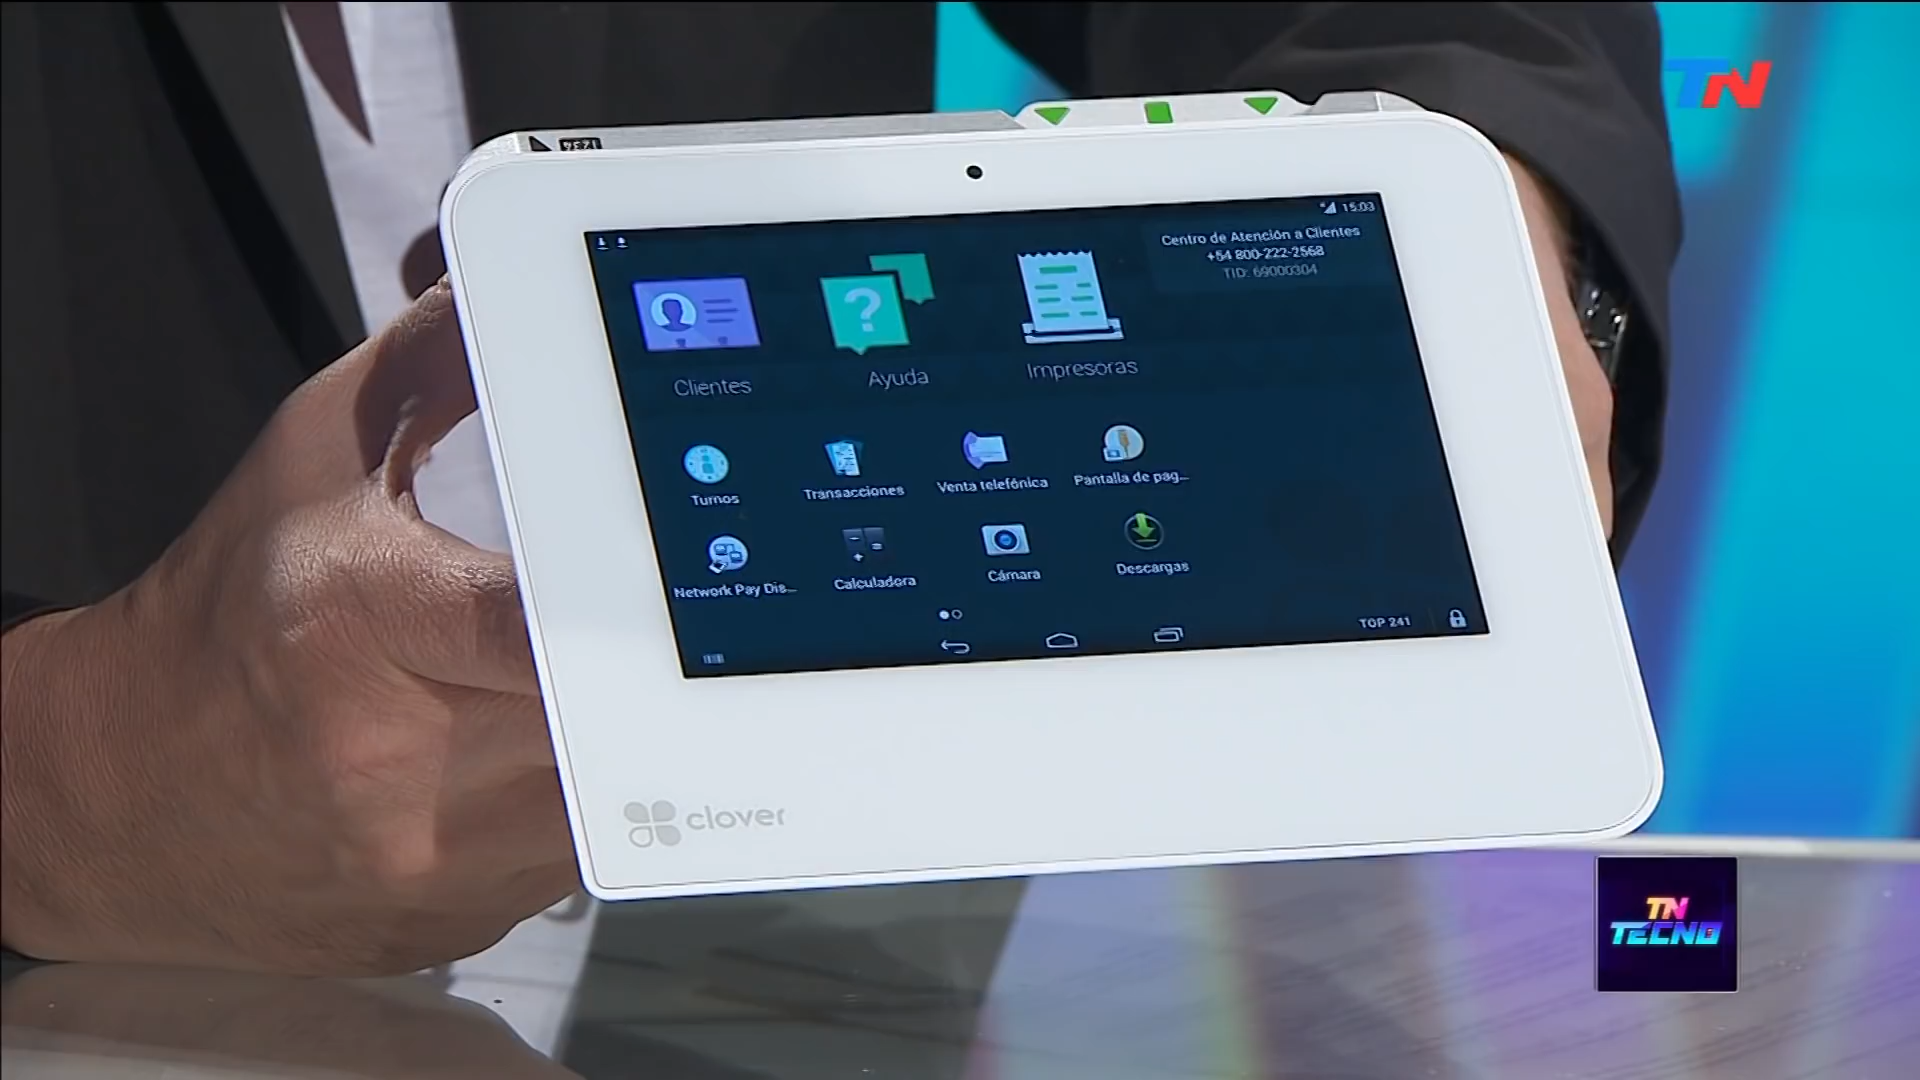 TN
15:03
Centro de Atención a Clientes
+54 800-222-2568
TID: 69000304
?
Clientes
Ayuda
Impresoras
Turnos
Transacciones
Venta telefónica
Pantalla de pag...
Network Pay Dis...
Calculadora
Cámara
Descargas
TOP 241
clover
TN
TECNO